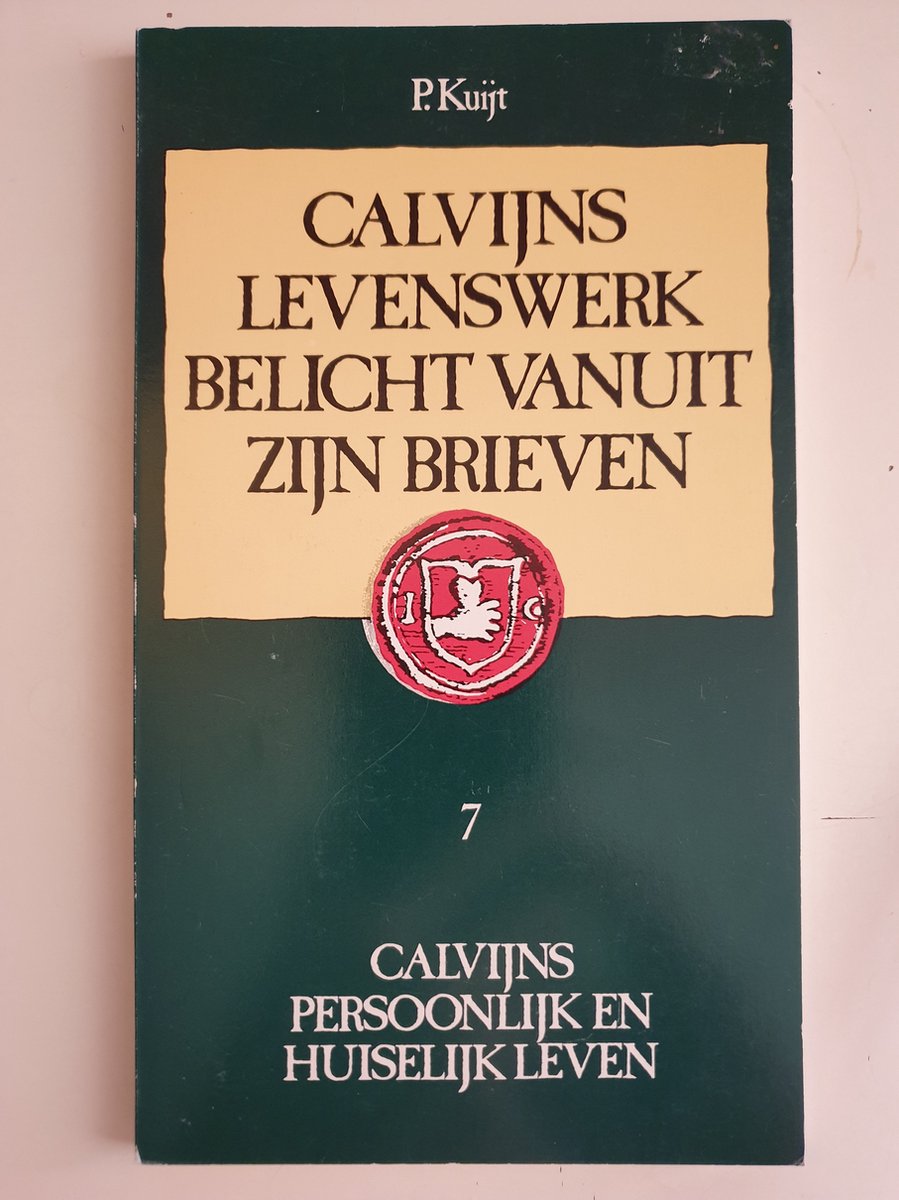 P. Kuijt
CALVIJNS
LEVENSWERK
BELICHT VANUIT
ZIJN BRIEVEN
I C
7
CALVIJNS
PERSOONLIJK EN
HUISELIJK LEVEN